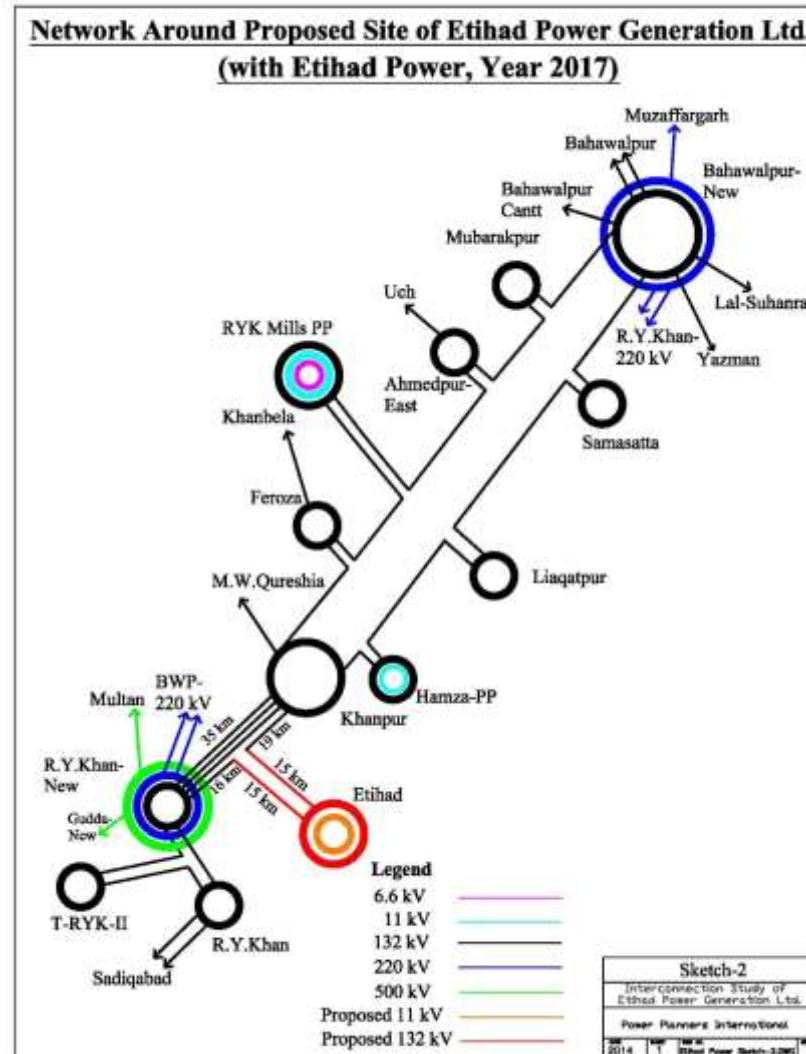 Network Around Proposed Site of Etihad Power Generation Ltd.
(with Etihad Power, Year 2017)
Muzaffargarh
Bahawalpur
Bahawalpur-
New
Bahawalpur
Cantt
Mubarakpur
Lal-Suhanra
Uch
R.Y.Khan-
220 kV
Yazman
RYK Mills PP
Ahmedpur-
East
Samasatta
Khanbela
Feroza
Liaqatpur
M.W.Qureshia
Hamza-PP
Khanpur
BWP-
220 kV
Multan
35 km
19 km
R.Y.Khan-
New
16 km
15 km
15 km
Etihad
Gudda-
New
T-RYK-II
R.Y.Khan
Sadiqabad
Legend
6.6 kV
11 kV
132 kV
220 kV
500 kV
Proposed 11 kV
Proposed 132 kV
Sketch-2
Interconnection Study of
Etihad Power Generation Ltd.
Power Planners International
2014 1